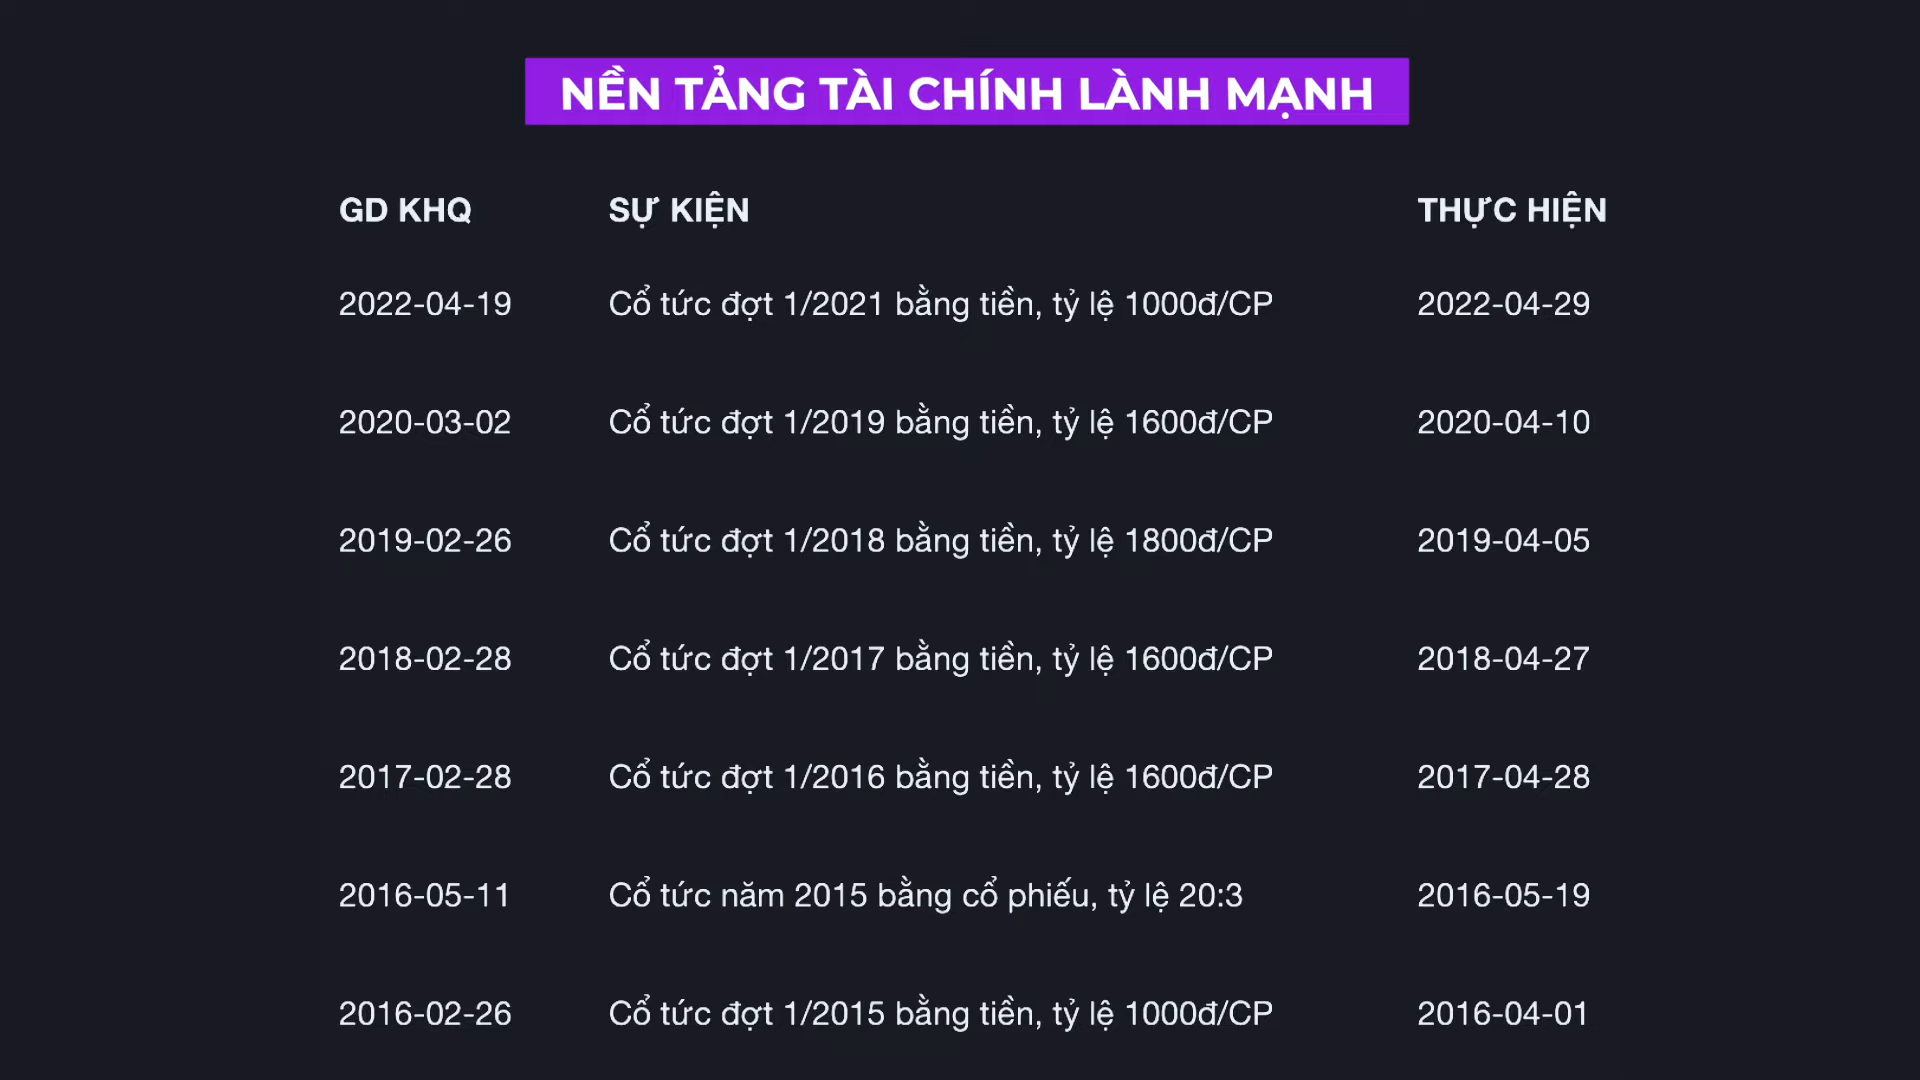 NỀN TẢNG TÀI CHÍNH LÀNH MẠNH
GD KHQ SỰ KIỆN THỰC HIỆN
2022-04-19 Cổ tức đợt 1/2021 bằng tiền, tỷ lệ 1000đ/CP 2022-04-29
2020-03-02 Cổ tức đợt 1/2019 bằng tiền, tỷ lệ 1600đ/CP 2020-04-10
2019-02-26 Cổ tức đợt 1/2018 bằng tiền, tỷ lệ 1800đ/CP 2019-04-05
2018-02-28 Cổ tức đợt 1/2017 bằng tiền, tỷ lệ 1600đ/CP 2018-04-27
2017-02-28 Cổ tức đợt 1/2016 bằng tiền, tỷ lệ 1600đ/CP 2017-04-28
2016-05-11 Cổ tức năm 2015 bằng cổ phiếu, tỷ lệ 20:3 2016-05-19
2016-02-26 Cổ tức đợt 1/2015 bằng tiền, tỷ lệ 1000đ/CP 2016-04-01